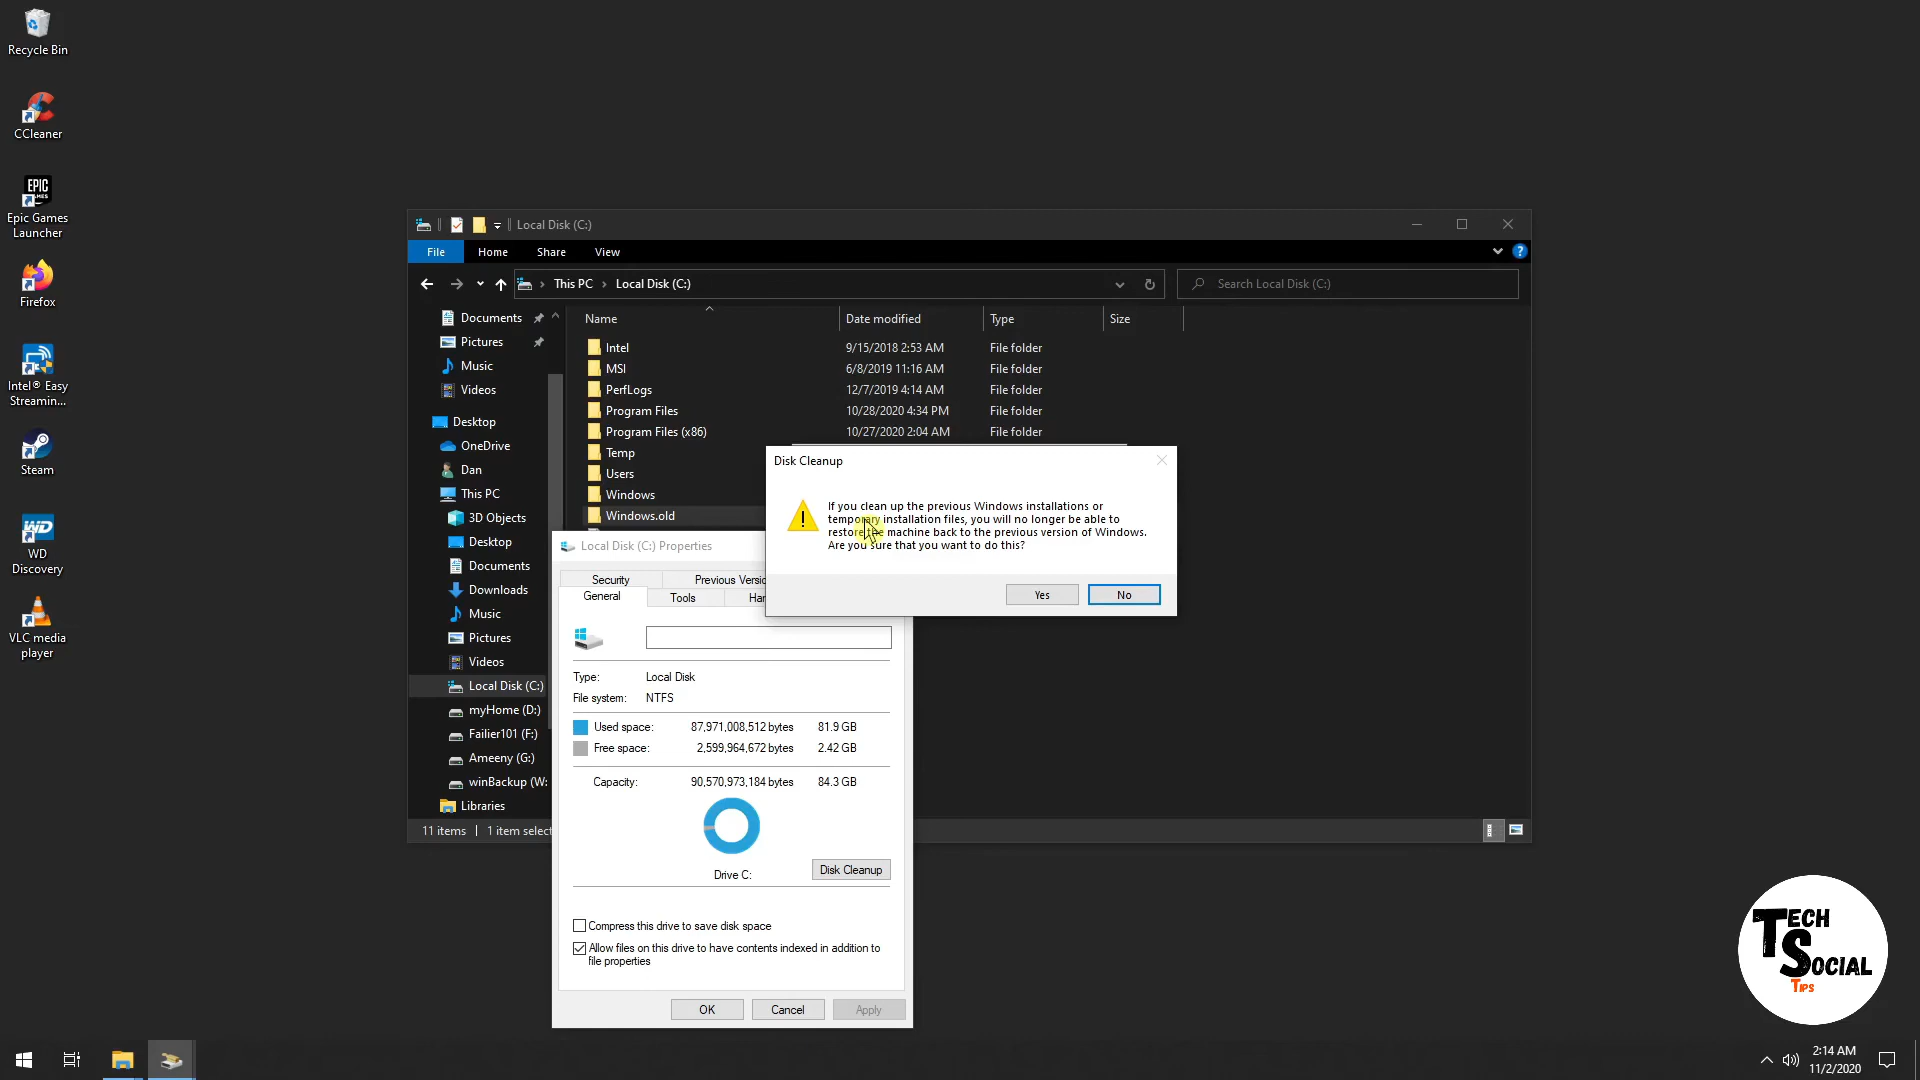 Recycle Bin
CCleaner
EPIC
GAMES
Epic Games
Launcher
Firefox
Intel® Easy
Streamin...
Steam
WD
WD
Discovery
VLC media
player
Local Disk (C:)
File Home Share View
?
This PC Local Disk (C:)
Search Local Disk (C:)
Documents
Pictures
Music
Videos
Desktop
OneDrive
Dan
This PC
3D Objects
Desktop
Documents
Downloads
Music
Pictures
Videos
Local Disk (C:)
myHome (D:)
Failier101 (F:)
Ameeny (G:)
winBackup (W:
Libraries
Name Date modified Type Size
Intel 9/15/2018 2:53 AM File folder
MSI 6/8/2019 11:16 AM File folder
PerfLogs 12/7/2019 4:14 AM File folder
Program Files 10/28/2020 4:34 PM File folder
Program Files (x86) 10/27/2020 2:04 AM File folder
Temp
Users
Windows
Windows.old
11 items 1 item select
Disk Cleanup
If you clean up the previous Windows installations or
temporary installation files, you will no longer be able to
restore the machine back to the previous version of Windows.
Are you sure that you want to do this?
Yes No
Local Disk (C:) Properties
Security Previous Versio
General Tools Har
Type: Local Disk
File system: NTFS
Used space: 87,971,008,512 bytes 81.9 GB
Free space: 2,599,964,672 bytes 2.42 GB
Capacity: 90,570,973,184 bytes 84.3 GB
Drive C:
Disk Cleanup
Compress this drive to save disk space
Allow files on this drive to have contents indexed in addition to
file properties
OK Cancel Apply
TECH
SOCIAL
TIPS
2:14 AM
11/2/2020